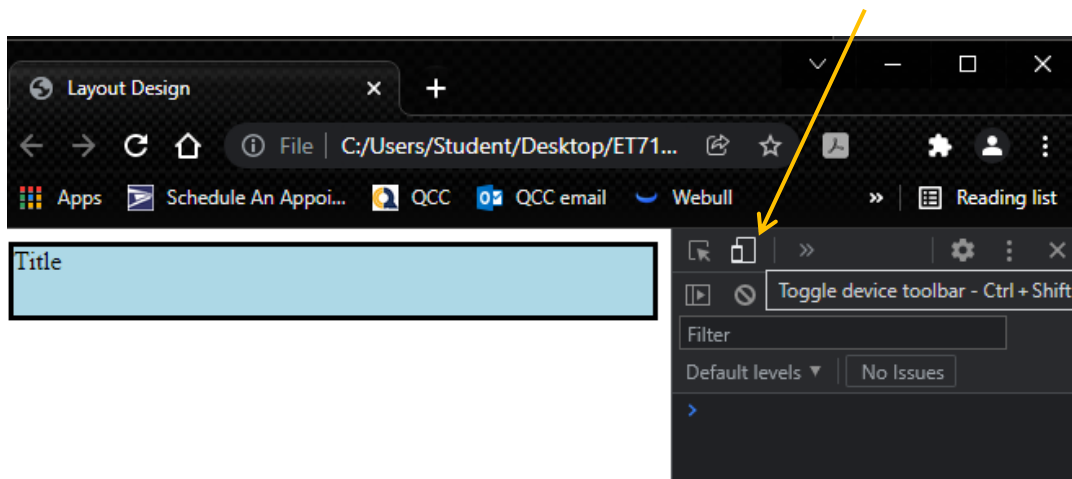 Layout Design
File C:/Users/Student/Desktop/ET71...
Apps Schedule An Appoi... QCC QCC email Webull » Reading list
Title
»
Toggle device toolbar - Ctrl + Shift
Filter
Default levels ▼ No Issues
>